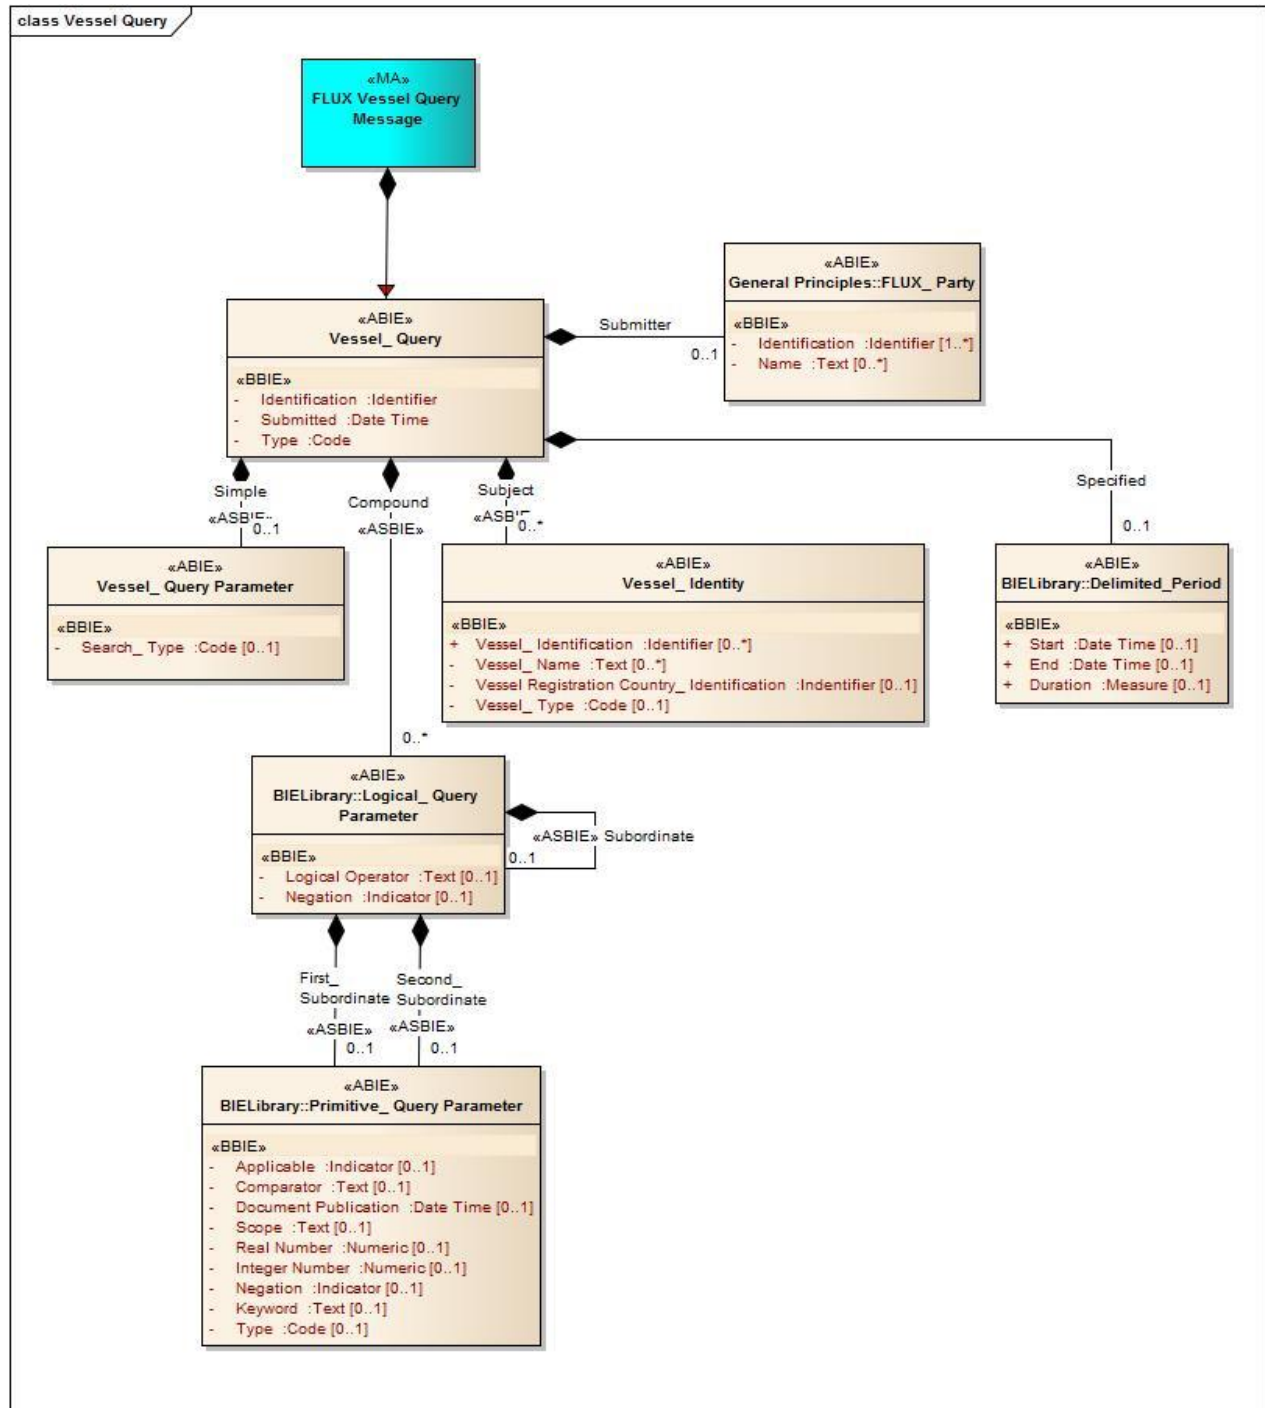 class Vessel Query
«MA»
FLUX Vessel Query
Message
«ABIE»
General Principles::FLUX_ Party
«BBIE»
- Identification :Identifier [1..*]
- Name :Text [0..*]
Submitter
0..1
«ABIE»
Vessel_ Query
«BBIE»
- Identification :Identifier
- Submitted :Date Time
- Type :Code
Simple
«ASBIE»
0..1
Compound
«ASBIE»
Subject
«ASBIE»
0..*
Specified
0..1
«ABIE»
Vessel_ Query Parameter
«BBIE»
- Search_ Type :Code [0..1]
«ABIE»
Vessel_ Identity
«BBIE»
+ Vessel_ Identification :Identifier [0..*]
- Vessel_ Name :Text [0..*]
- Vessel Registration Country_ Identification :Indentifier [0..1]
- Vessel_ Type :Code [0..1]
«ABIE»
BIELibrary::Delimited_Period
«BBIE»
+ Start :Date Time [0..1]
+ End :Date Time [0..1]
+ Duration :Measure [0..1]
0..*
«ABIE»
BIELibrary::Logical_ Query
Parameter
«BBIE»
- Logical Operator :Text [0..1]
- Negation :Indicator [0..1]
«ASBIE» Subordinate
0..1
First_
Subordinate
«ASBIE»
0..1
Second_
Subordinate
«ASBIE»
0..1
«ABIE»
BIELibrary::Primitive_ Query Parameter
«BBIE»
- Applicable :Indicator [0..1]
- Comparator :Text [0..1]
- Document Publication :Date Time [0..1]
- Scope :Text [0..1]
- Real Number :Numeric [0..1]
- Integer Number :Numeric [0..1]
- Negation :Indicator [0..1]
- Keyword :Text [0..1]
- Type :Code [0..1]